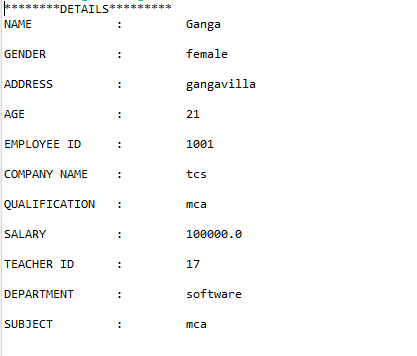 ********DETAILS*********
NAME : Ganga
GENDER : female
ADDRESS : gangavilla
AGE : 21
EMPLOYEE ID : 1001
COMPANY NAME : tcs
QUALIFICATION : mca
SALARY : 100000.0
TEACHER ID : 17
DEPARTMENT : software
SUBJECT : mca